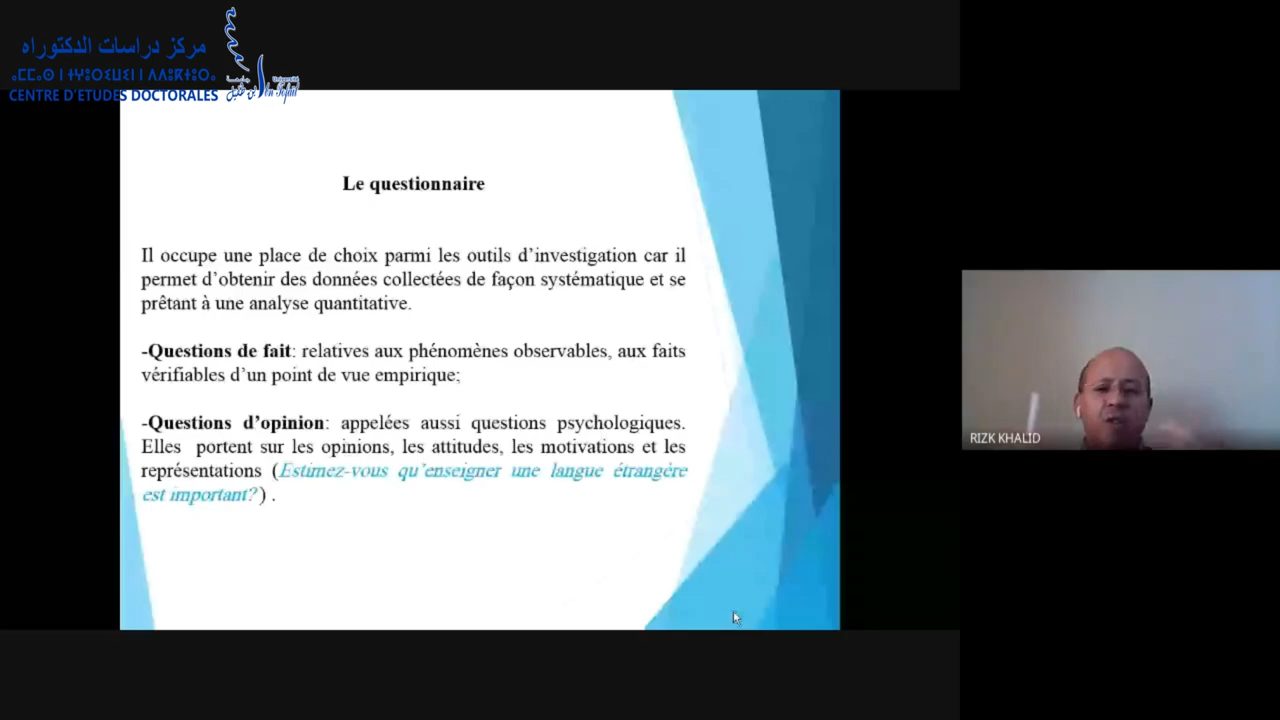 مركز دراسات الدكتوراه
CENTRE D'ETUDES DOCTORALES
Université
Ibn Tofail
Le questionnaire
Il occupe une place de choix parmi les outils d'investigation car il
permet d'obtenir des données collectées de façon systématique et se
prêtant à une analyse quantitative.
-Questions de fait: relatives aux phénomènes observables, aux faits
vérifiables d'un point de vue empirique;
-Questions d'opinion: appelées aussi questions psychologiques.
Elles portent sur les opinions, les attitudes, les motivations et les
représentations (Estimez-vous qu'enseigner une langue étrangère
est important?) .
RIZK KHALID